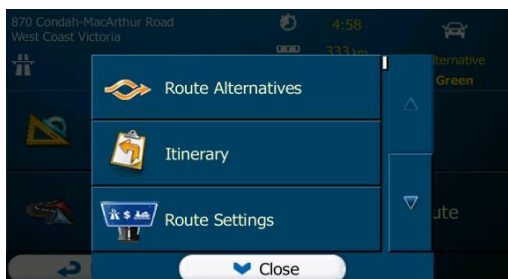 870 Condah-MacArthur Road
West Coast Victoria
4:58
333 km
Alternative
Green
Route Alternatives
Itinerary
$
Route Settings
ute
Close